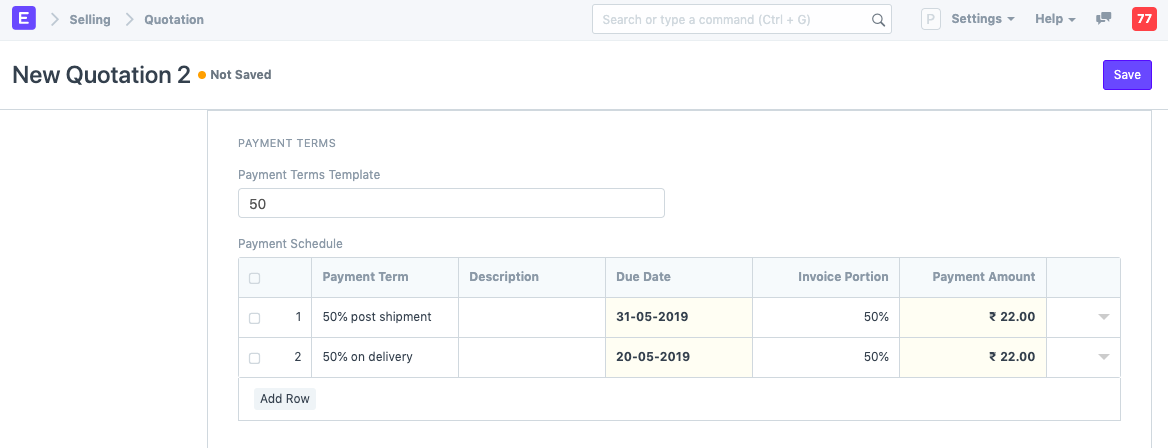 E Selling Quotation Search or type a command (Ctrl + G) P Settings Help 77
New Quotation 2 Not Saved Save
PAYMENT TERMS
Payment Terms Template
50
Payment Schedule
Payment Term Description Due Date Invoice Portion Payment Amount
1 50% post shipment 31-05-2019 50% ₹ 22.00
2 50% on delivery 20-05-2019 50% ₹ 22.00
Add Row